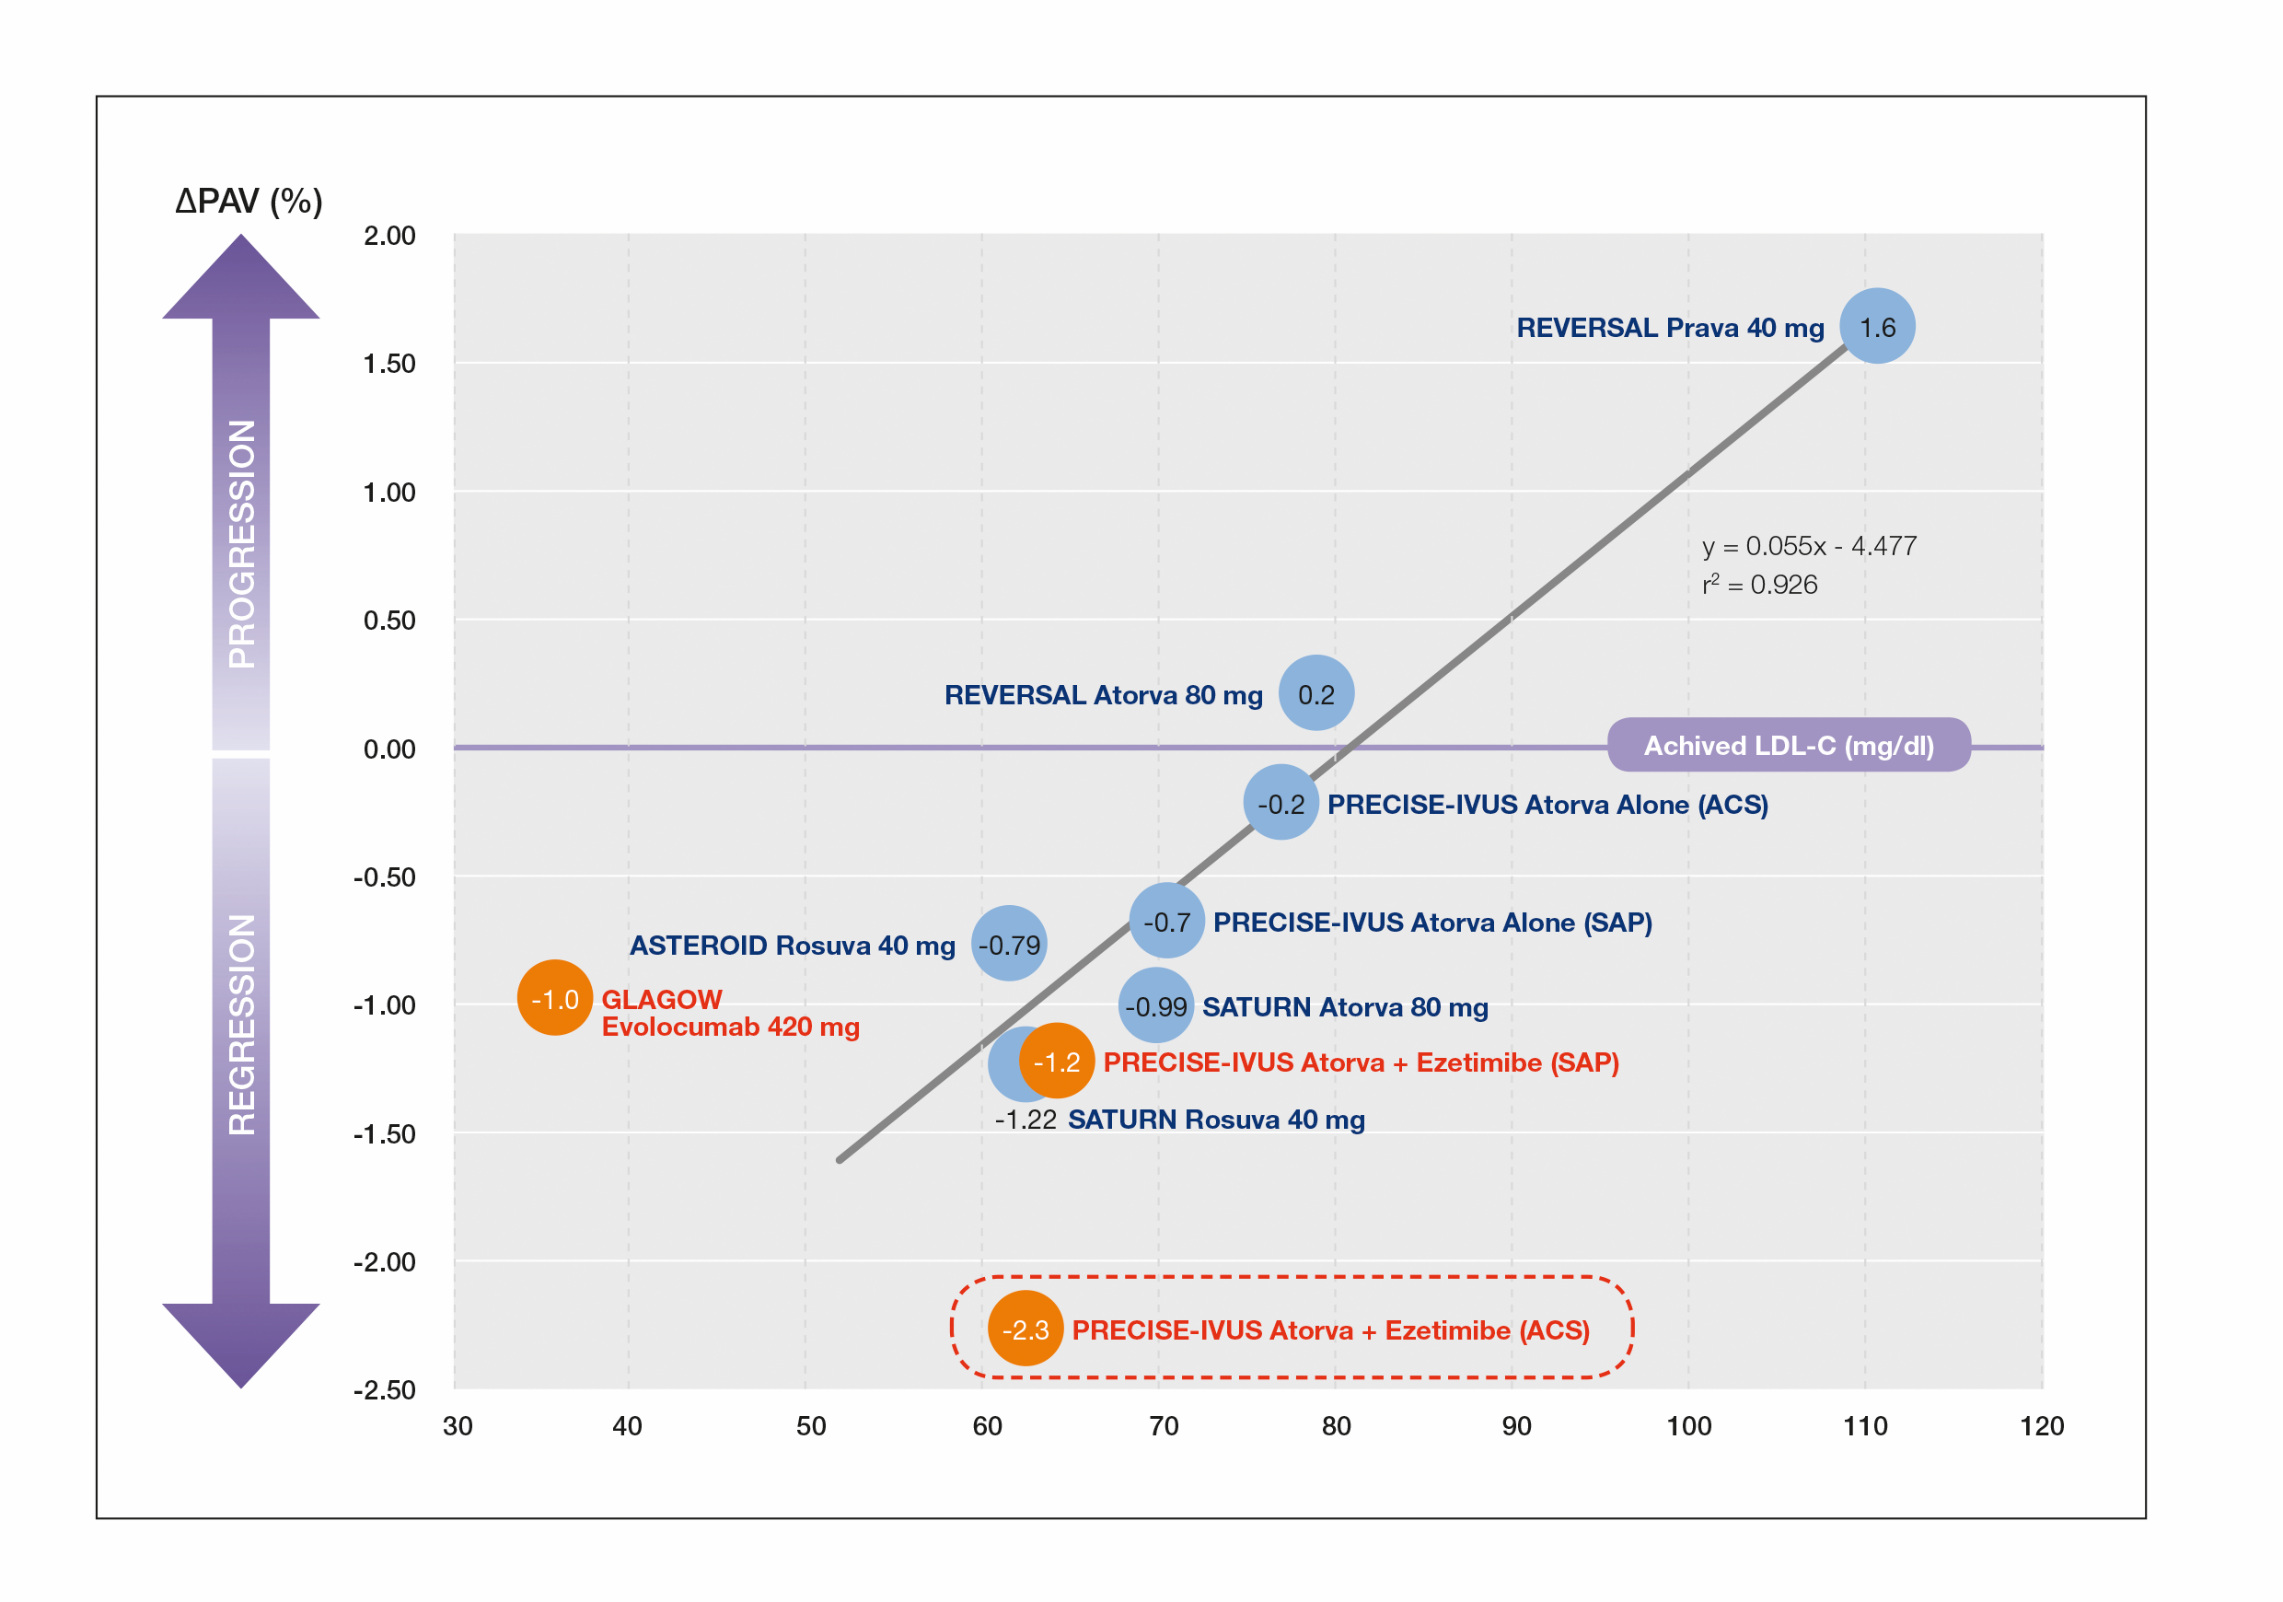 ΔPAV (%)
PROGRESSION
REGRESSION
2.00
1.50
1.00
0.50
0.00
-0.50
-1.00
-1.50
-2.00
-2.50
REVERSAL Prava 40 mg 1.6
y = 0.055x - 4.477
r² = 0.926
REVERSAL Atorva 80 mg 0.2
Achived LDL-C (mg/dl)
-0.2 PRECISE-IVUS Atorva Alone (ACS)
-0.7 PRECISE-IVUS Atorva Alone (SAP)
ASTEROID Rosuva 40 mg -0.79
-1.0 GLAGOW
Evolocumab 420 mg
-0.99 SATURN Atorva 80 mg
-1.2 PRECISE-IVUS Atorva + Ezetimibe (SAP)
-1.22 SATURN Rosuva 40 mg
-2.3 PRECISE-IVUS Atorva + Ezetimibe (ACS)
30 40 50 60 70 80 90 100 110 120